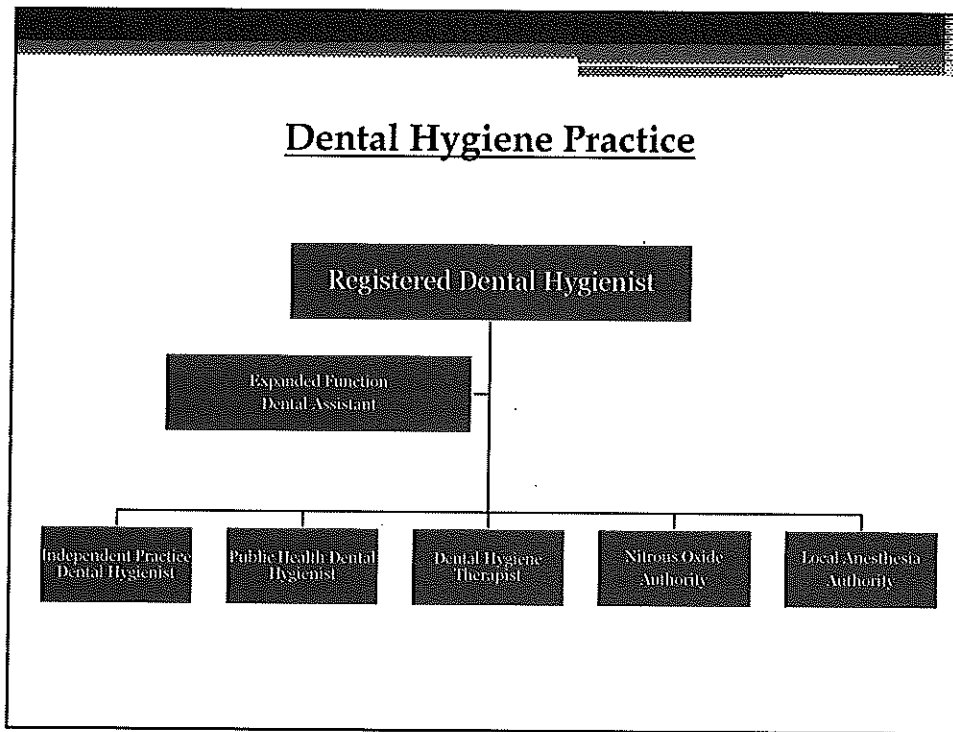 Dental Hygiene Practice
Registered Dental Hygienist
Expanded Function
Dental Assistant
Independent Practice
Dental Hygienist
Public Health Dental
Hygienist
Dental Hygiene
Therapist
Nitrous Oxide
Authority
Local Anesthesia
Authority